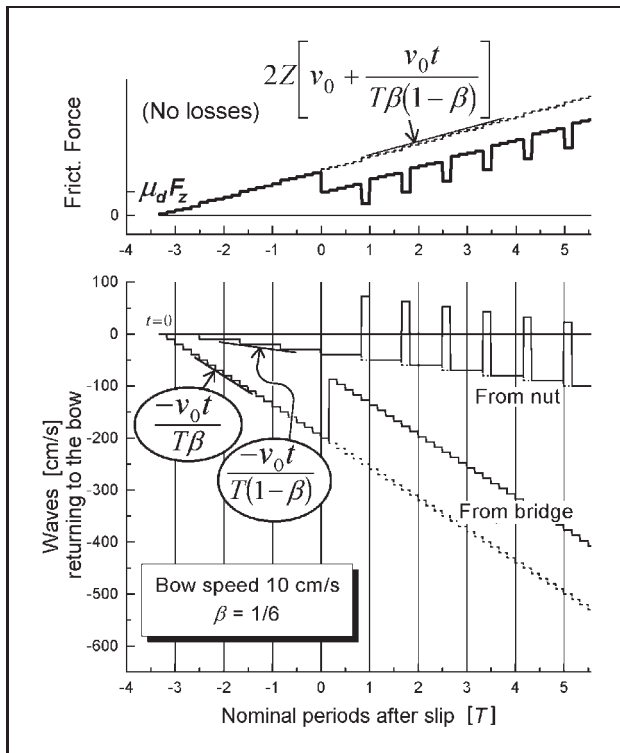 2Z[v₀ + v₀t / Tβ(1−β)]
(No losses)
Frict. Force
μ_dF_z
0
-4 -3 -2 -1 0 1 2 3 4 5
100
0
-100
-200
-300
-400
-500
-600
Waves [cm/s]
returning to the bow
t=0
From nut
−v₀t / Tβ
−v₀t / T(1−β)
From bridge
Bow speed 10 cm/s
β = 1/6
-4 -3 -2 -1 0 1 2 3 4 5
Nominal periods after slip [T]